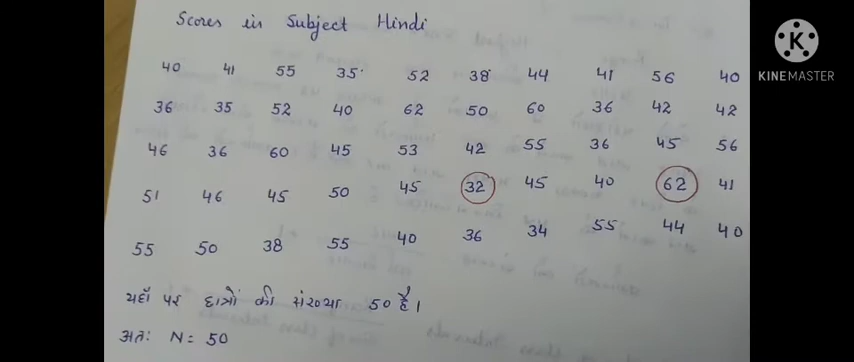 Scores in Subject Hindi
40 41 55 35 52 38 44 41 56 40
36 35 52 40 62 50 60 36 42 42
46 36 60 45 53 42 55 36 45 56
51 46 45 50 45 32 45 40 62 41
55 50 38 55 40 36 34 55 44 40
यहाँ पर छात्रों की संख्या 50 है।
अतः N = 50
K
KINEMASTER